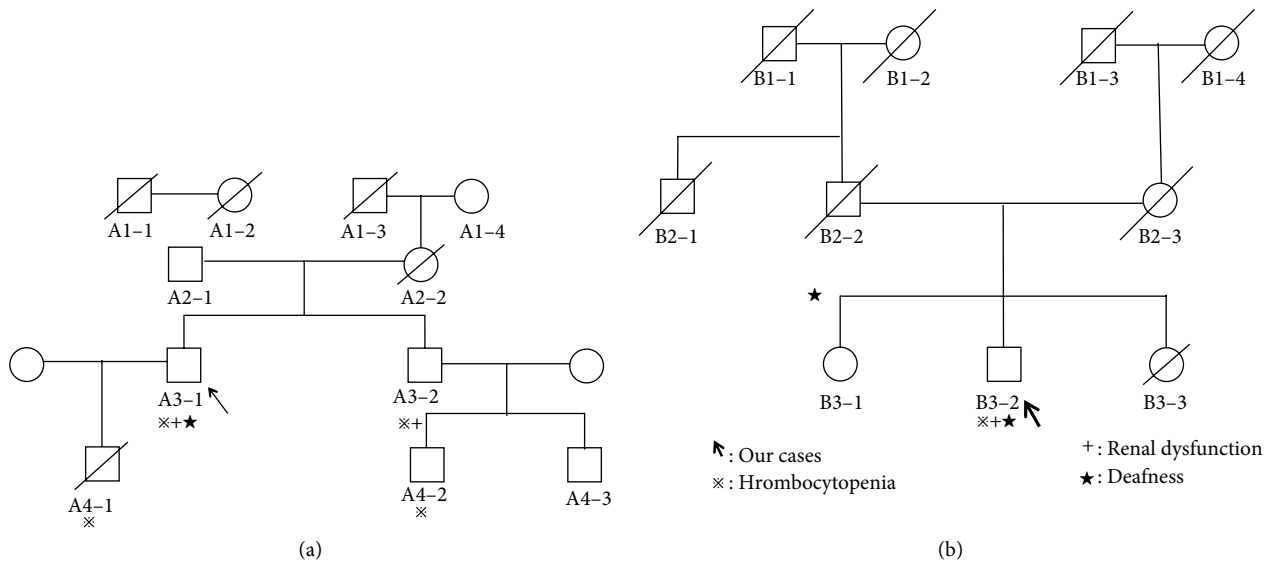 B1–1 B1–2 B1–3 B1–4
A1–1 A1–2 A1–3 A1–4
B2–1 B2–2 B2–3
A2–1 A2–2
★
A3–1 A3–2
※+★ ※+
B3–1 B3–2 B3–3
※+★
A4–1 A4–2 A4–3
※ ※
: Our cases
※ : Hrombocytopenia
+ : Renal dysfunction
★ : Deafness
(a) (b)